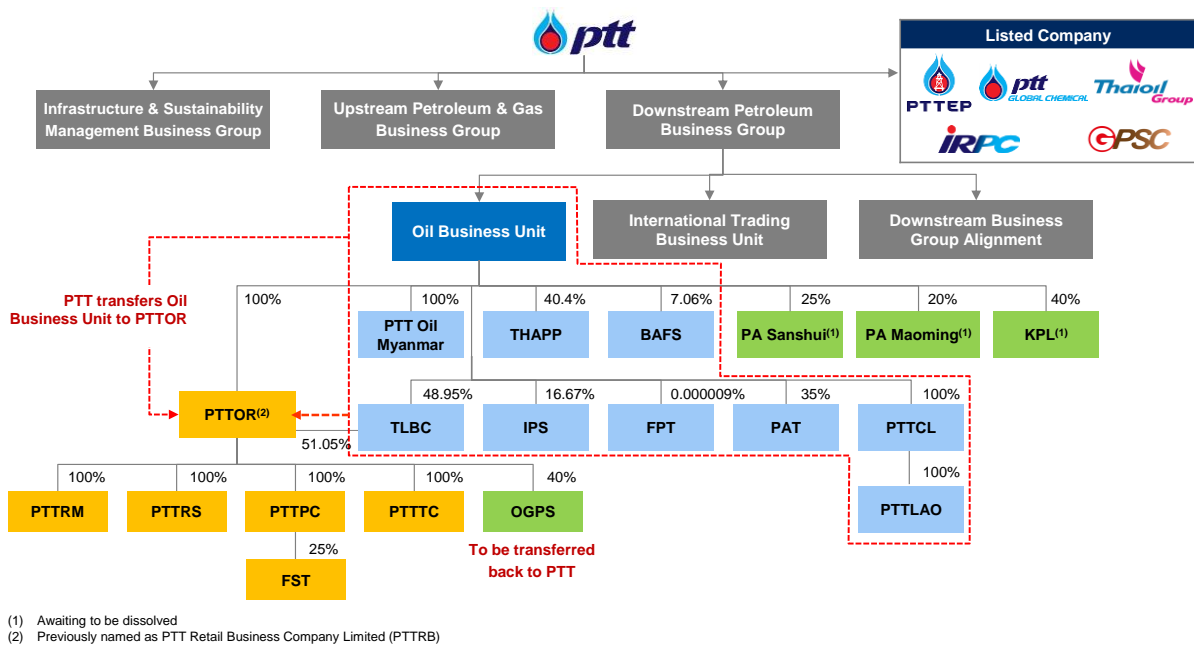 ptt
Listed Company
PTTEP
ptt
GLOBAL CHEMICAL
Thaioil
Group
IRPC
GPSC
Infrastructure & Sustainability
Management Business Group
Upstream Petroleum & Gas
Business Group
Downstream Petroleum
Business Group
Oil Business Unit
International Trading
Business Unit
Downstream Business
Group Alignment
PTT transfers Oil
Business Unit to PTTOR
100%
100%
40.4%
7.06%
25%
20%
40%
PTT Oil
Myanmar
THAPP
BAFS
PA Sanshui(1)
PA Maoming(1)
KPL(1)
48.95%
16.67%
0.000009%
35%
100%
PTTOR(2)
TLBC
IPS
FPT
PAT
PTTCL
51.05%
100%
100%
100%
100%
40%
100%
PTTRM
PTTRS
PTTPC
PTTTC
OGPS
PTTLAO
25%
To be transferred
back to PTT
FST
(1) Awaiting to be dissolved
(2) Previously named as PTT Retail Business Company Limited (PTTRB)